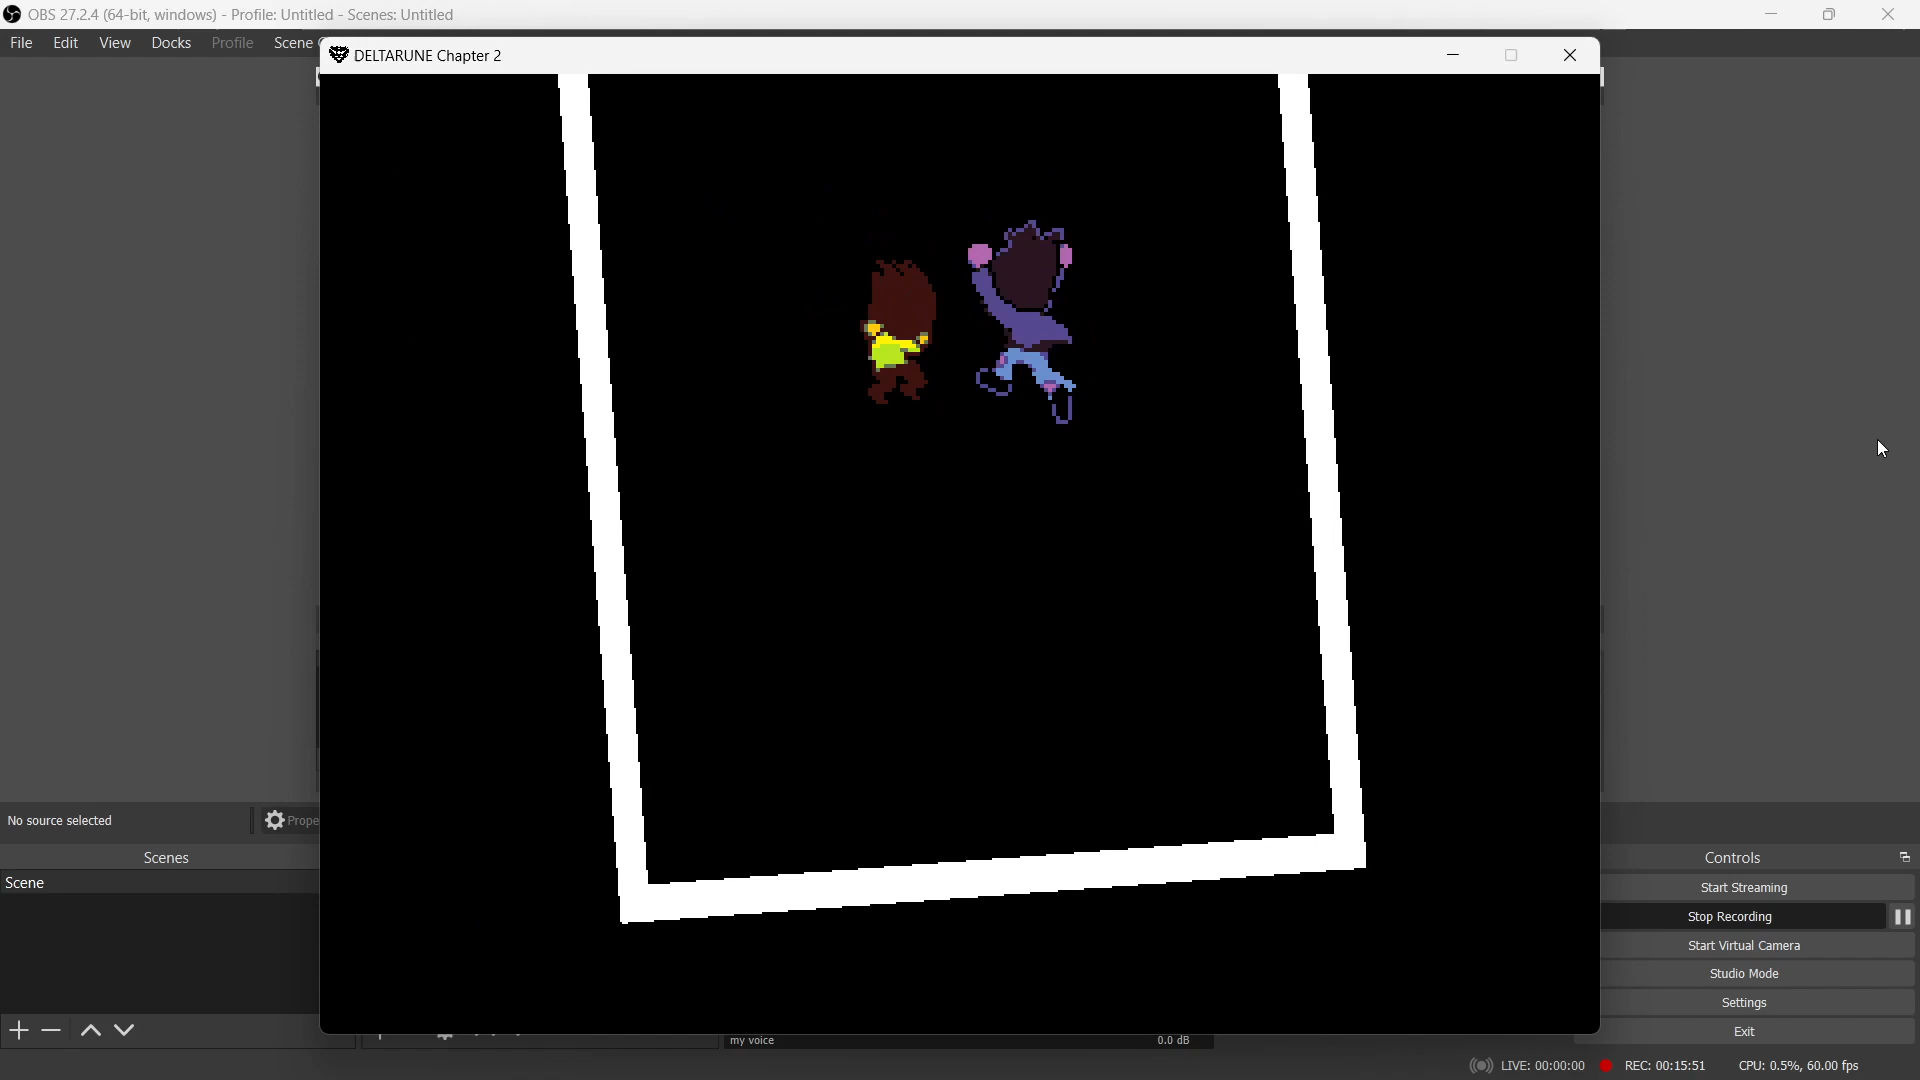 OBS 27.2.4 (64-bit, windows) - Profile: Untitled - Scenes: Untitled
File Edit View Docks Profile Scene
DELTARUNE Chapter 2
No source selected
Prope
Scenes
Scene
my voice 0.0 dB
Controls
Start Streaming
Stop Recording
Start Virtual Camera
Studio Mode
Settings
Exit
LIVE: 00:00:00 REC: 00:15:51 CPU: 0.5%, 60.00 fps